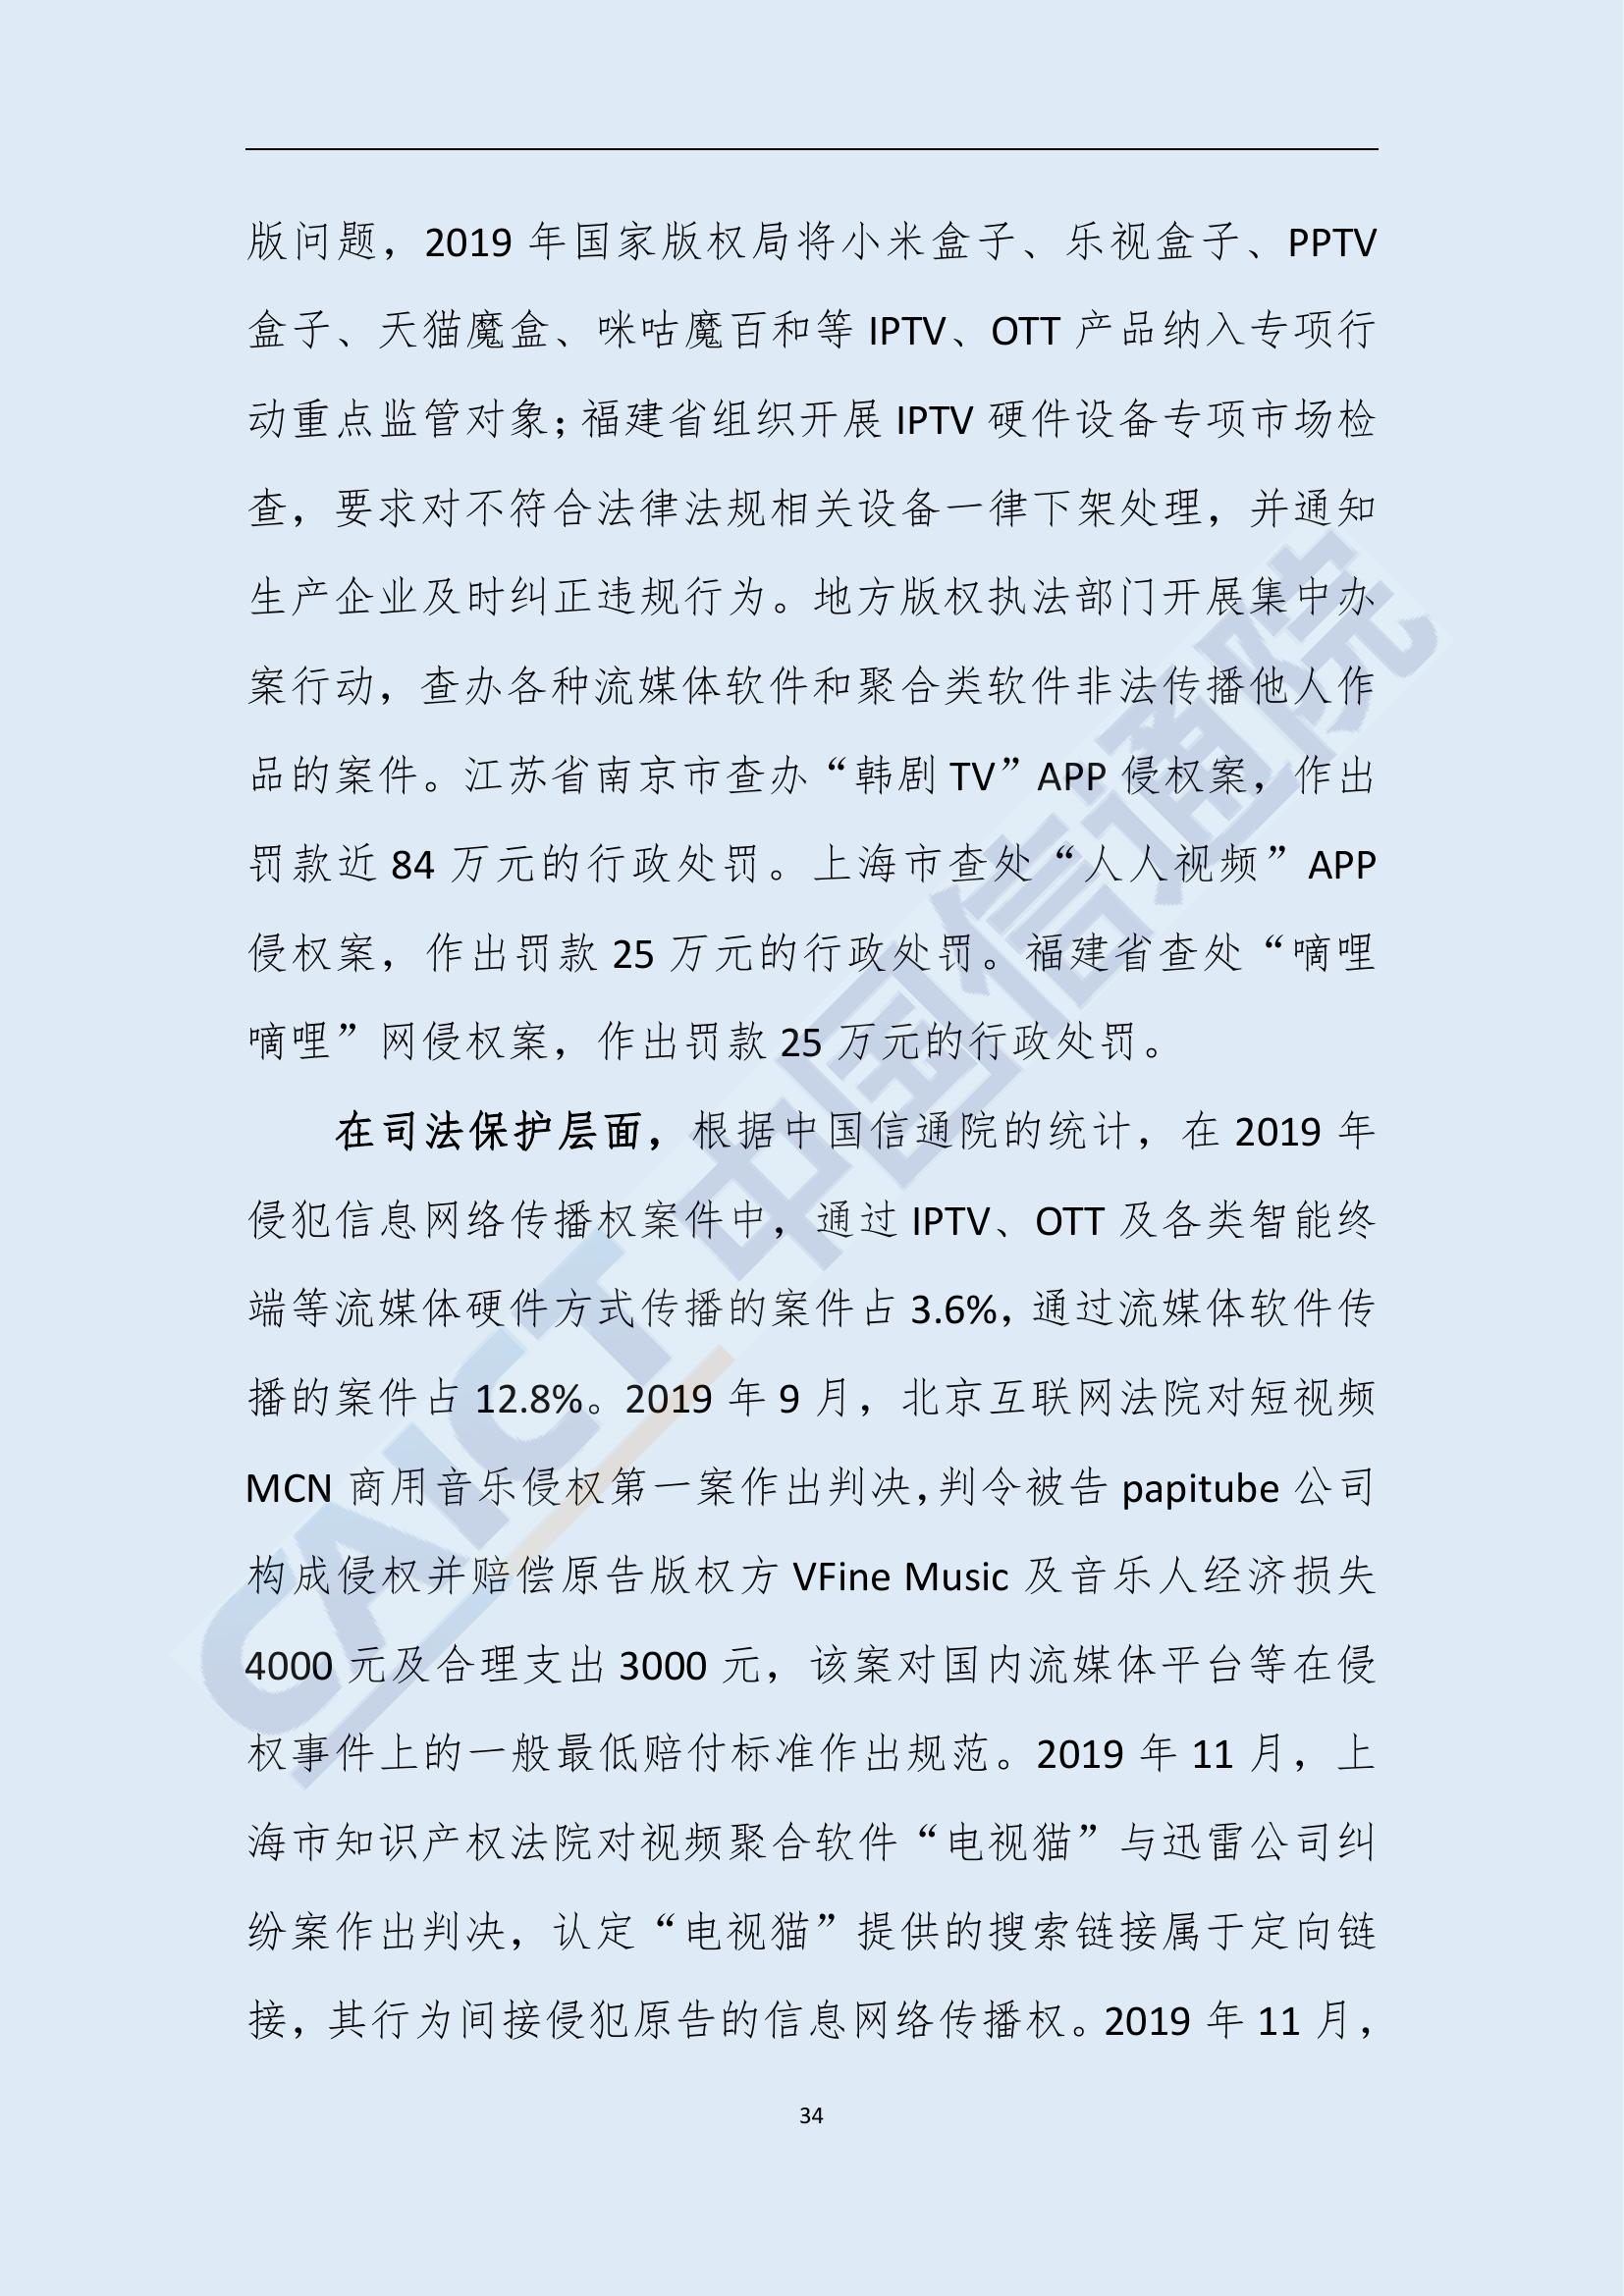 版问题，2019 年国家版权局将小米盒子、乐视盒子、PPTV
盒子、天猫魔盒、咪咕魔百和等 IPTV、OTT 产品纳入专项行
动重点监管对象；福建省组织开展 IPTV 硬件设备专项市场检
查，要求对不符合法律法规相关设备一律下架处理，并通知
生产企业及时纠正违规行为。地方版权执法部门开展集中办
案行动，查办各种流媒体软件和聚合类软件非法传播他人作
品的案件。江苏省南京市查办“韩剧 TV”APP 侵权案，作出
罚款近 84 万元的行政处罚。上海市查处“人人视频”APP
侵权案，作出罚款 25 万元的行政处罚。福建省查处“嘀哩
嘀哩”网侵权案，作出罚款 25 万元的行政处罚。
在司法保护层面，根据中国信通院的统计，在 2019 年
侵犯信息网络传播权案件中，通过 IPTV、OTT 及各类智能终
端等流媒体硬件方式传播的案件占 3.6%，通过流媒体软件传
播的案件占 12.8%。2019 年 9 月，北京互联网法院对短视频
MCN 商用音乐侵权第一案作出判决，判令被告 papitube 公司
构成侵权并赔偿原告版权方 VFine Music 及音乐人经济损失
4000 元及合理支出 3000 元，该案对国内流媒体平台等在侵
权事件上的一般最低赔付标准作出规范。2019 年 11 月，上
海市知识产权法院对视频聚合软件“电视猫”与迅雷公司纠
纷案作出判决，认定“电视猫”提供的搜索链接属于定向链
接，其行为间接侵犯原告的信息网络传播权。2019 年 11 月，
34
CAICT 中国信通院